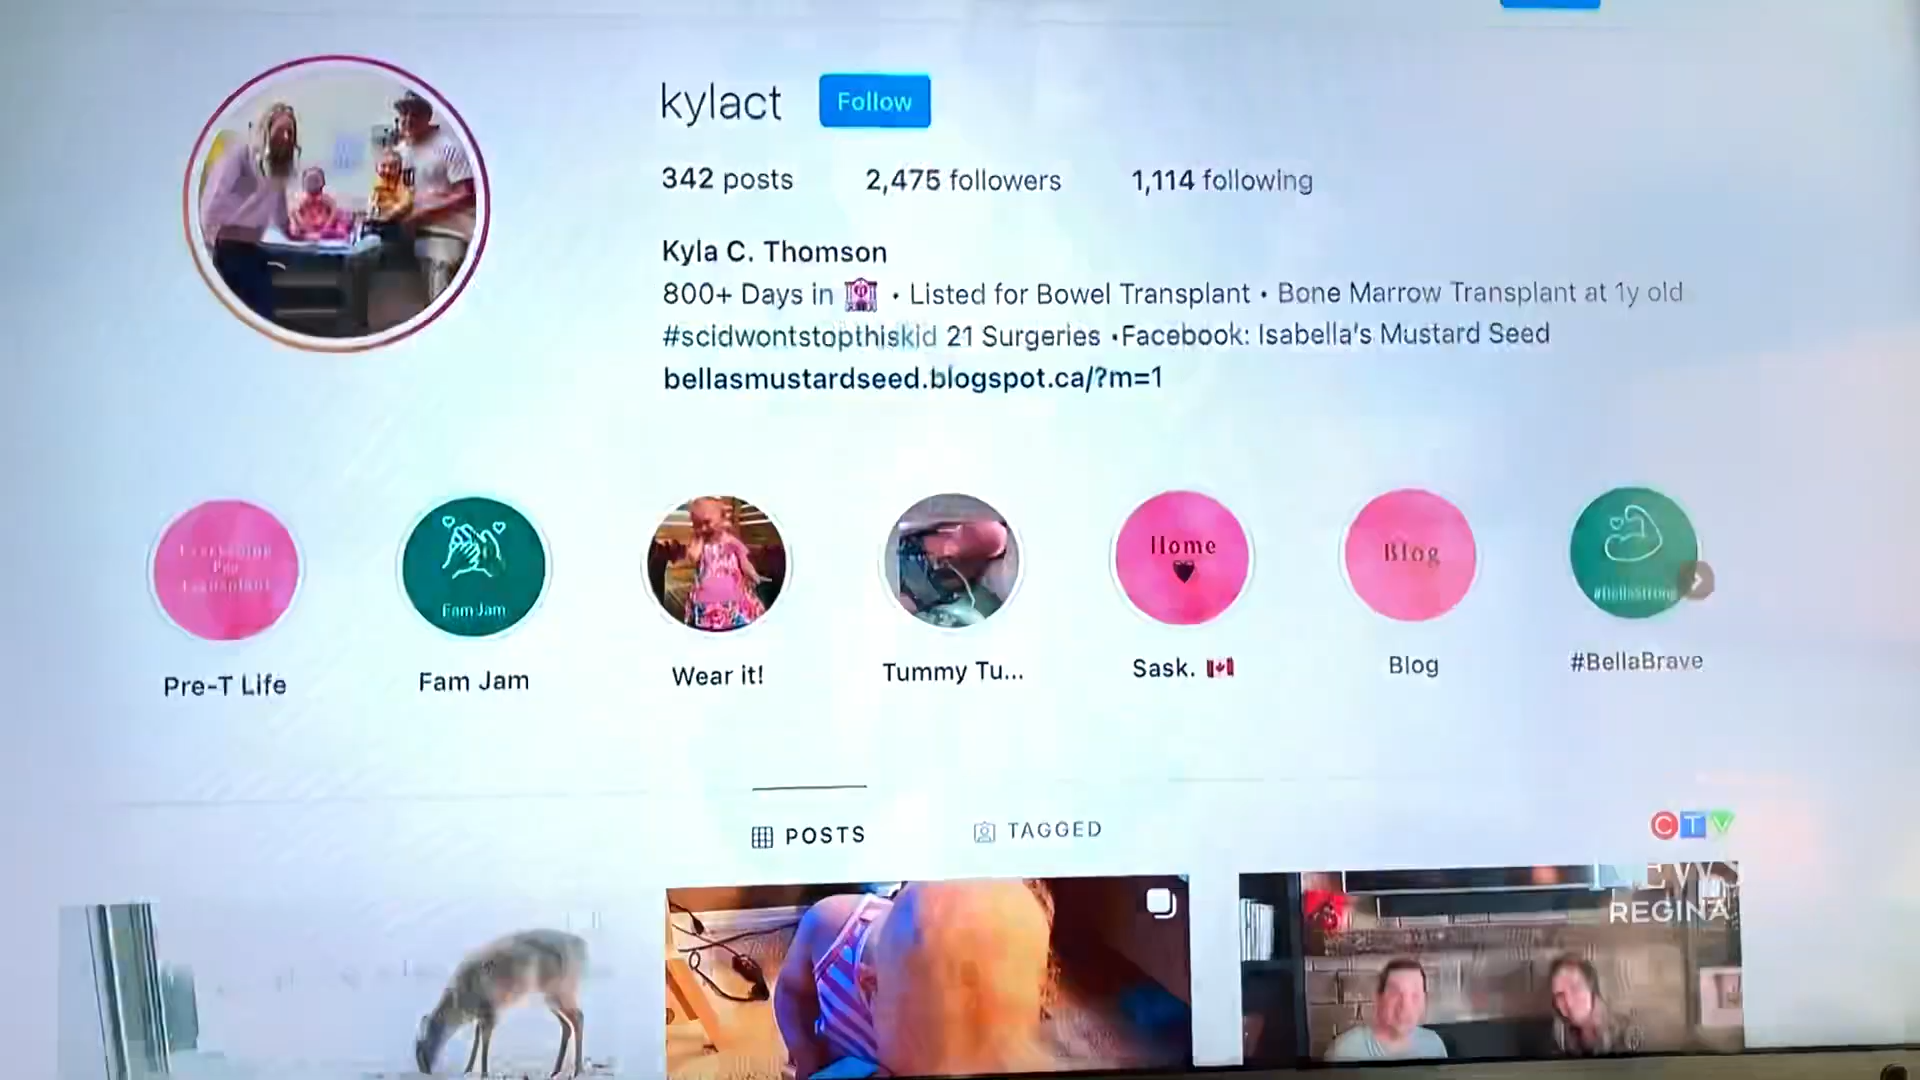 kylact Follow
342 posts 2,475 followers 1,114 following
Kyla C. Thomson
800+ Days in 🏩 • Listed for Bowel Transplant • Bone Marrow Transplant at 1y old
#scidwontstopthiskid 21 Surgeries •Facebook: Isabella's Mustard Seed
bellasmustardseed.blogspot.ca/?m=1
Fam Jam
Home
Blog
#BellaStrong
Pre-T Life
Fam Jam
Wear it!
Tummy Tu...
Sask. 🇨🇦
Blog
#BellaBrave
POSTS
TAGGED
CTV
NEWS
REGINA